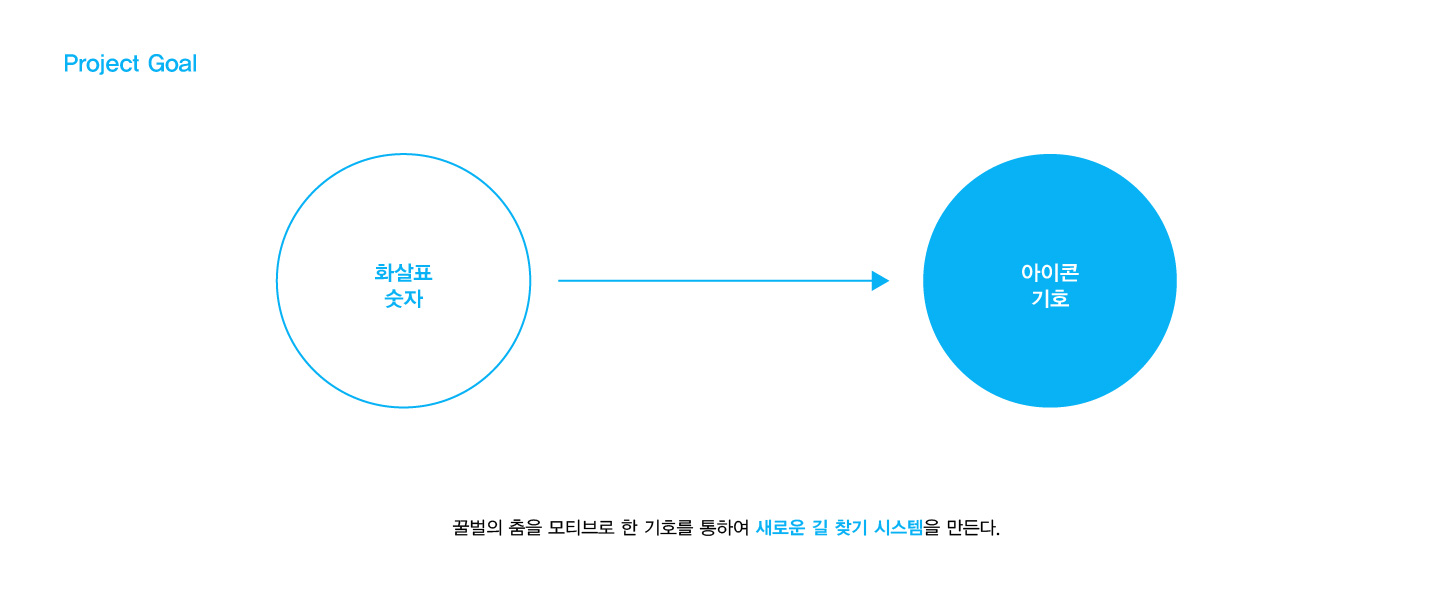 Project Goal
화살표
숫자
아이콘
기호
꿀벌의 춤을 모티브로 한 기호를 통하여 새로운 길 찾기 시스템을 만든다.